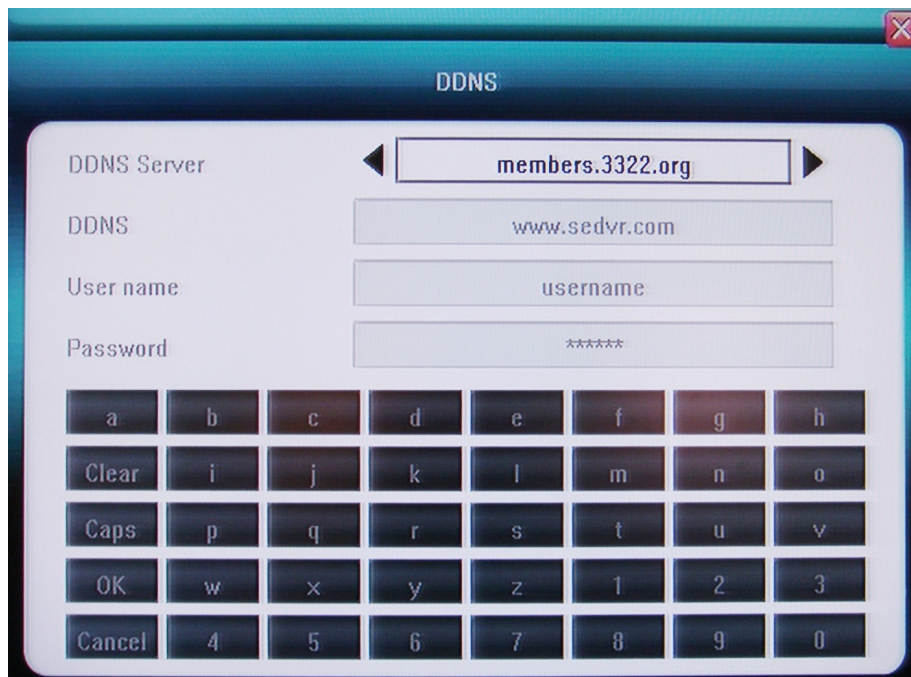 DDNS
DDNS Server members.3322.org
DDNS www.sedvr.com
User name username
Password ******
a b c d e f g h
Clear i j k l m n o
Caps p q r s t u v
OK w x y z 1 2 3
Cancel 4 5 6 7 8 9 0